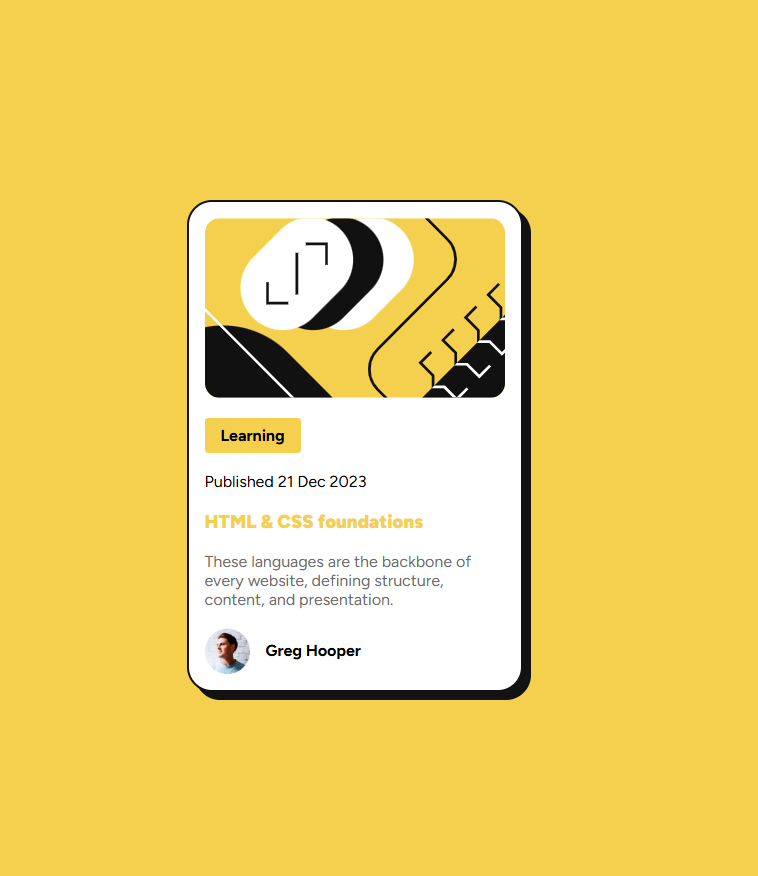 Learning
Published 21 Dec 2023
HTML & CSS foundations
These languages are the backbone of
every website, defining structure,
content, and presentation.
Greg Hooper